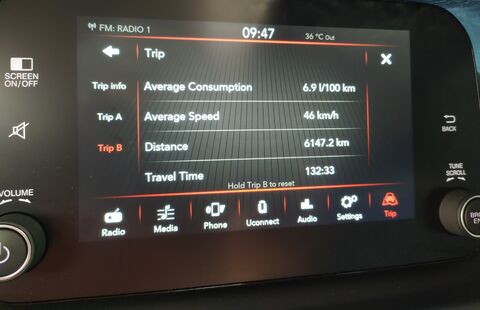 FM: RADIO 1 09:47 36 °C Out
Trip
SCREEN
ON/OFF
Trip info
Average Consumption 6.9 l/100 km
Trip A
Average Speed 46 km/h
BACK
Trip B
Distance 6147.2 km
Travel Time 132:33
TUNE
SCROLL
Hold Trip B to reset
VOLUME
Radio Media Phone Uconnect Audio Settings Trip